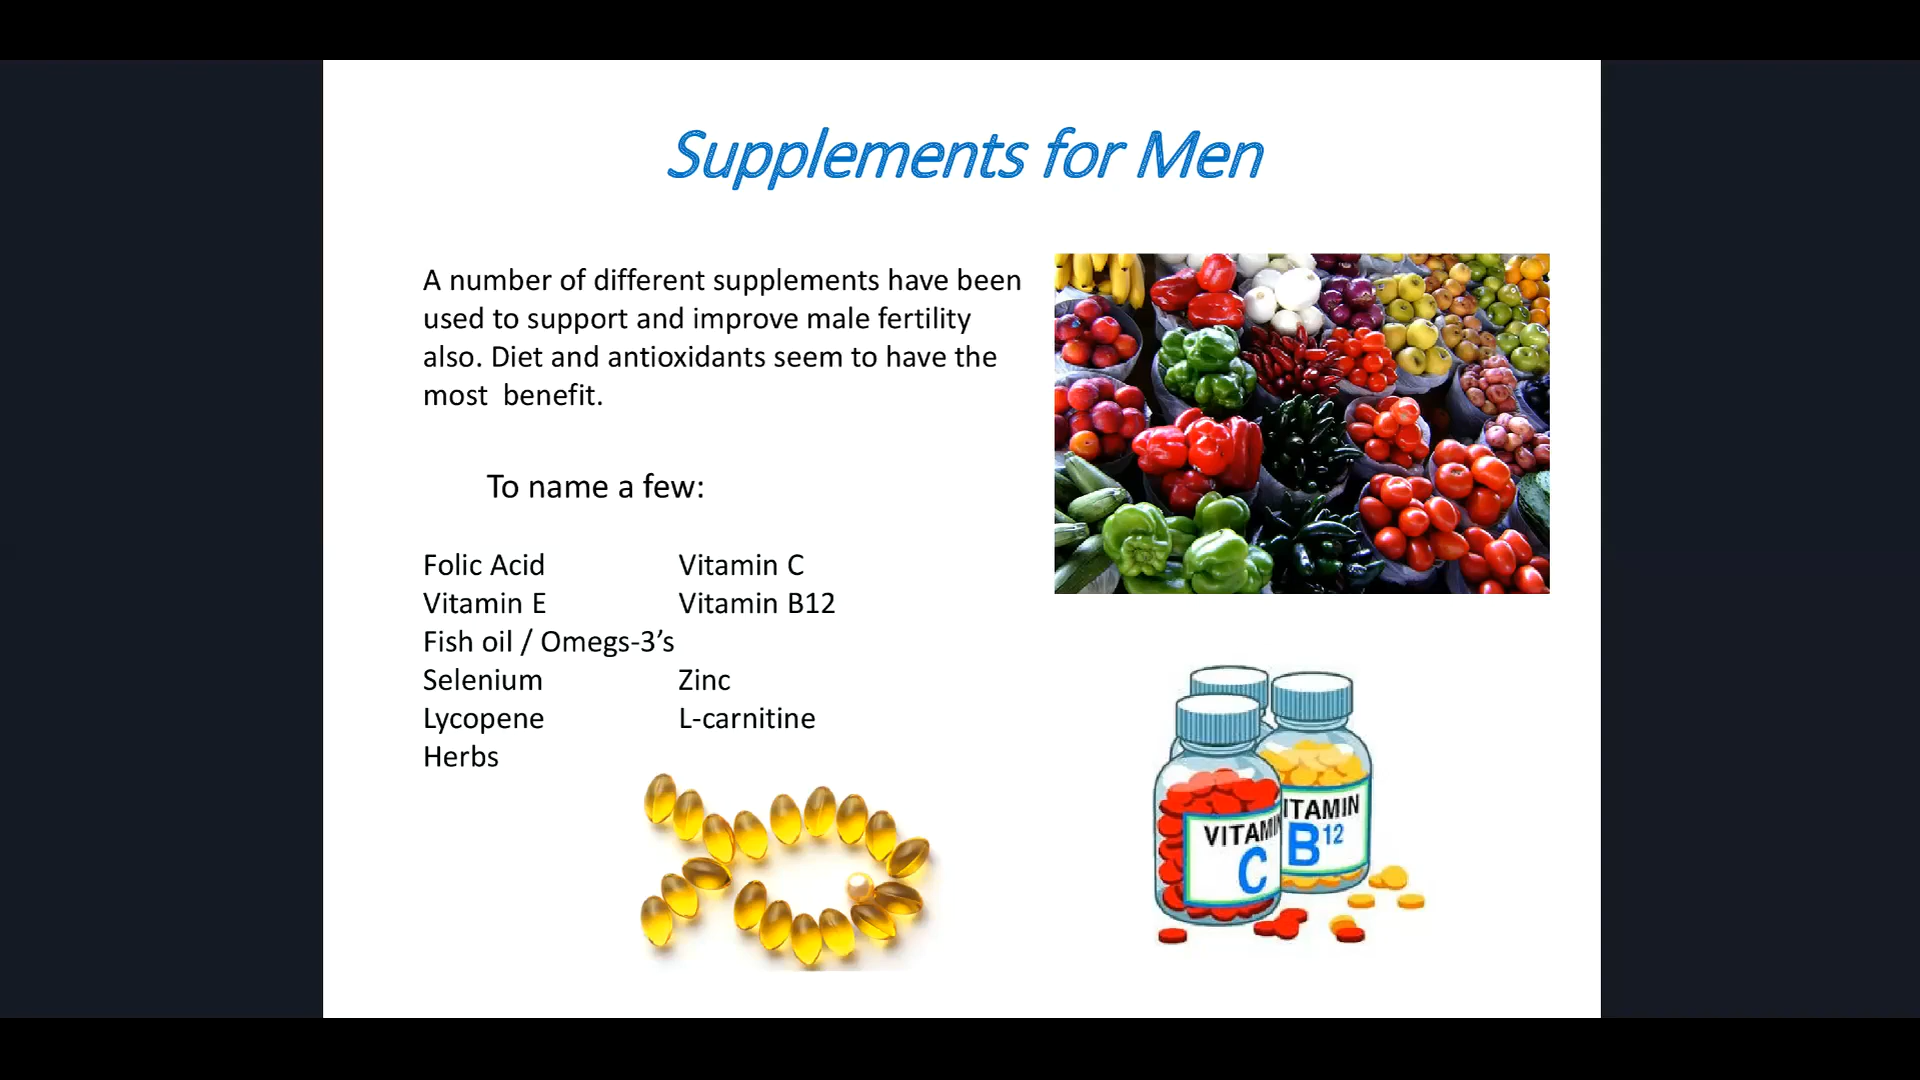 Supplements for Men
A number of different supplements have been
used to support and improve male fertility
also. Diet and antioxidants seem to have the
most  benefit.
To name a few:
Folic Acid Vitamin C
Vitamin E Vitamin B12
Fish oil / Omegs-3’s
Selenium Zinc
Lycopene L-carnitine
Herbs
VITAMIN
C
ITAMIN
B12